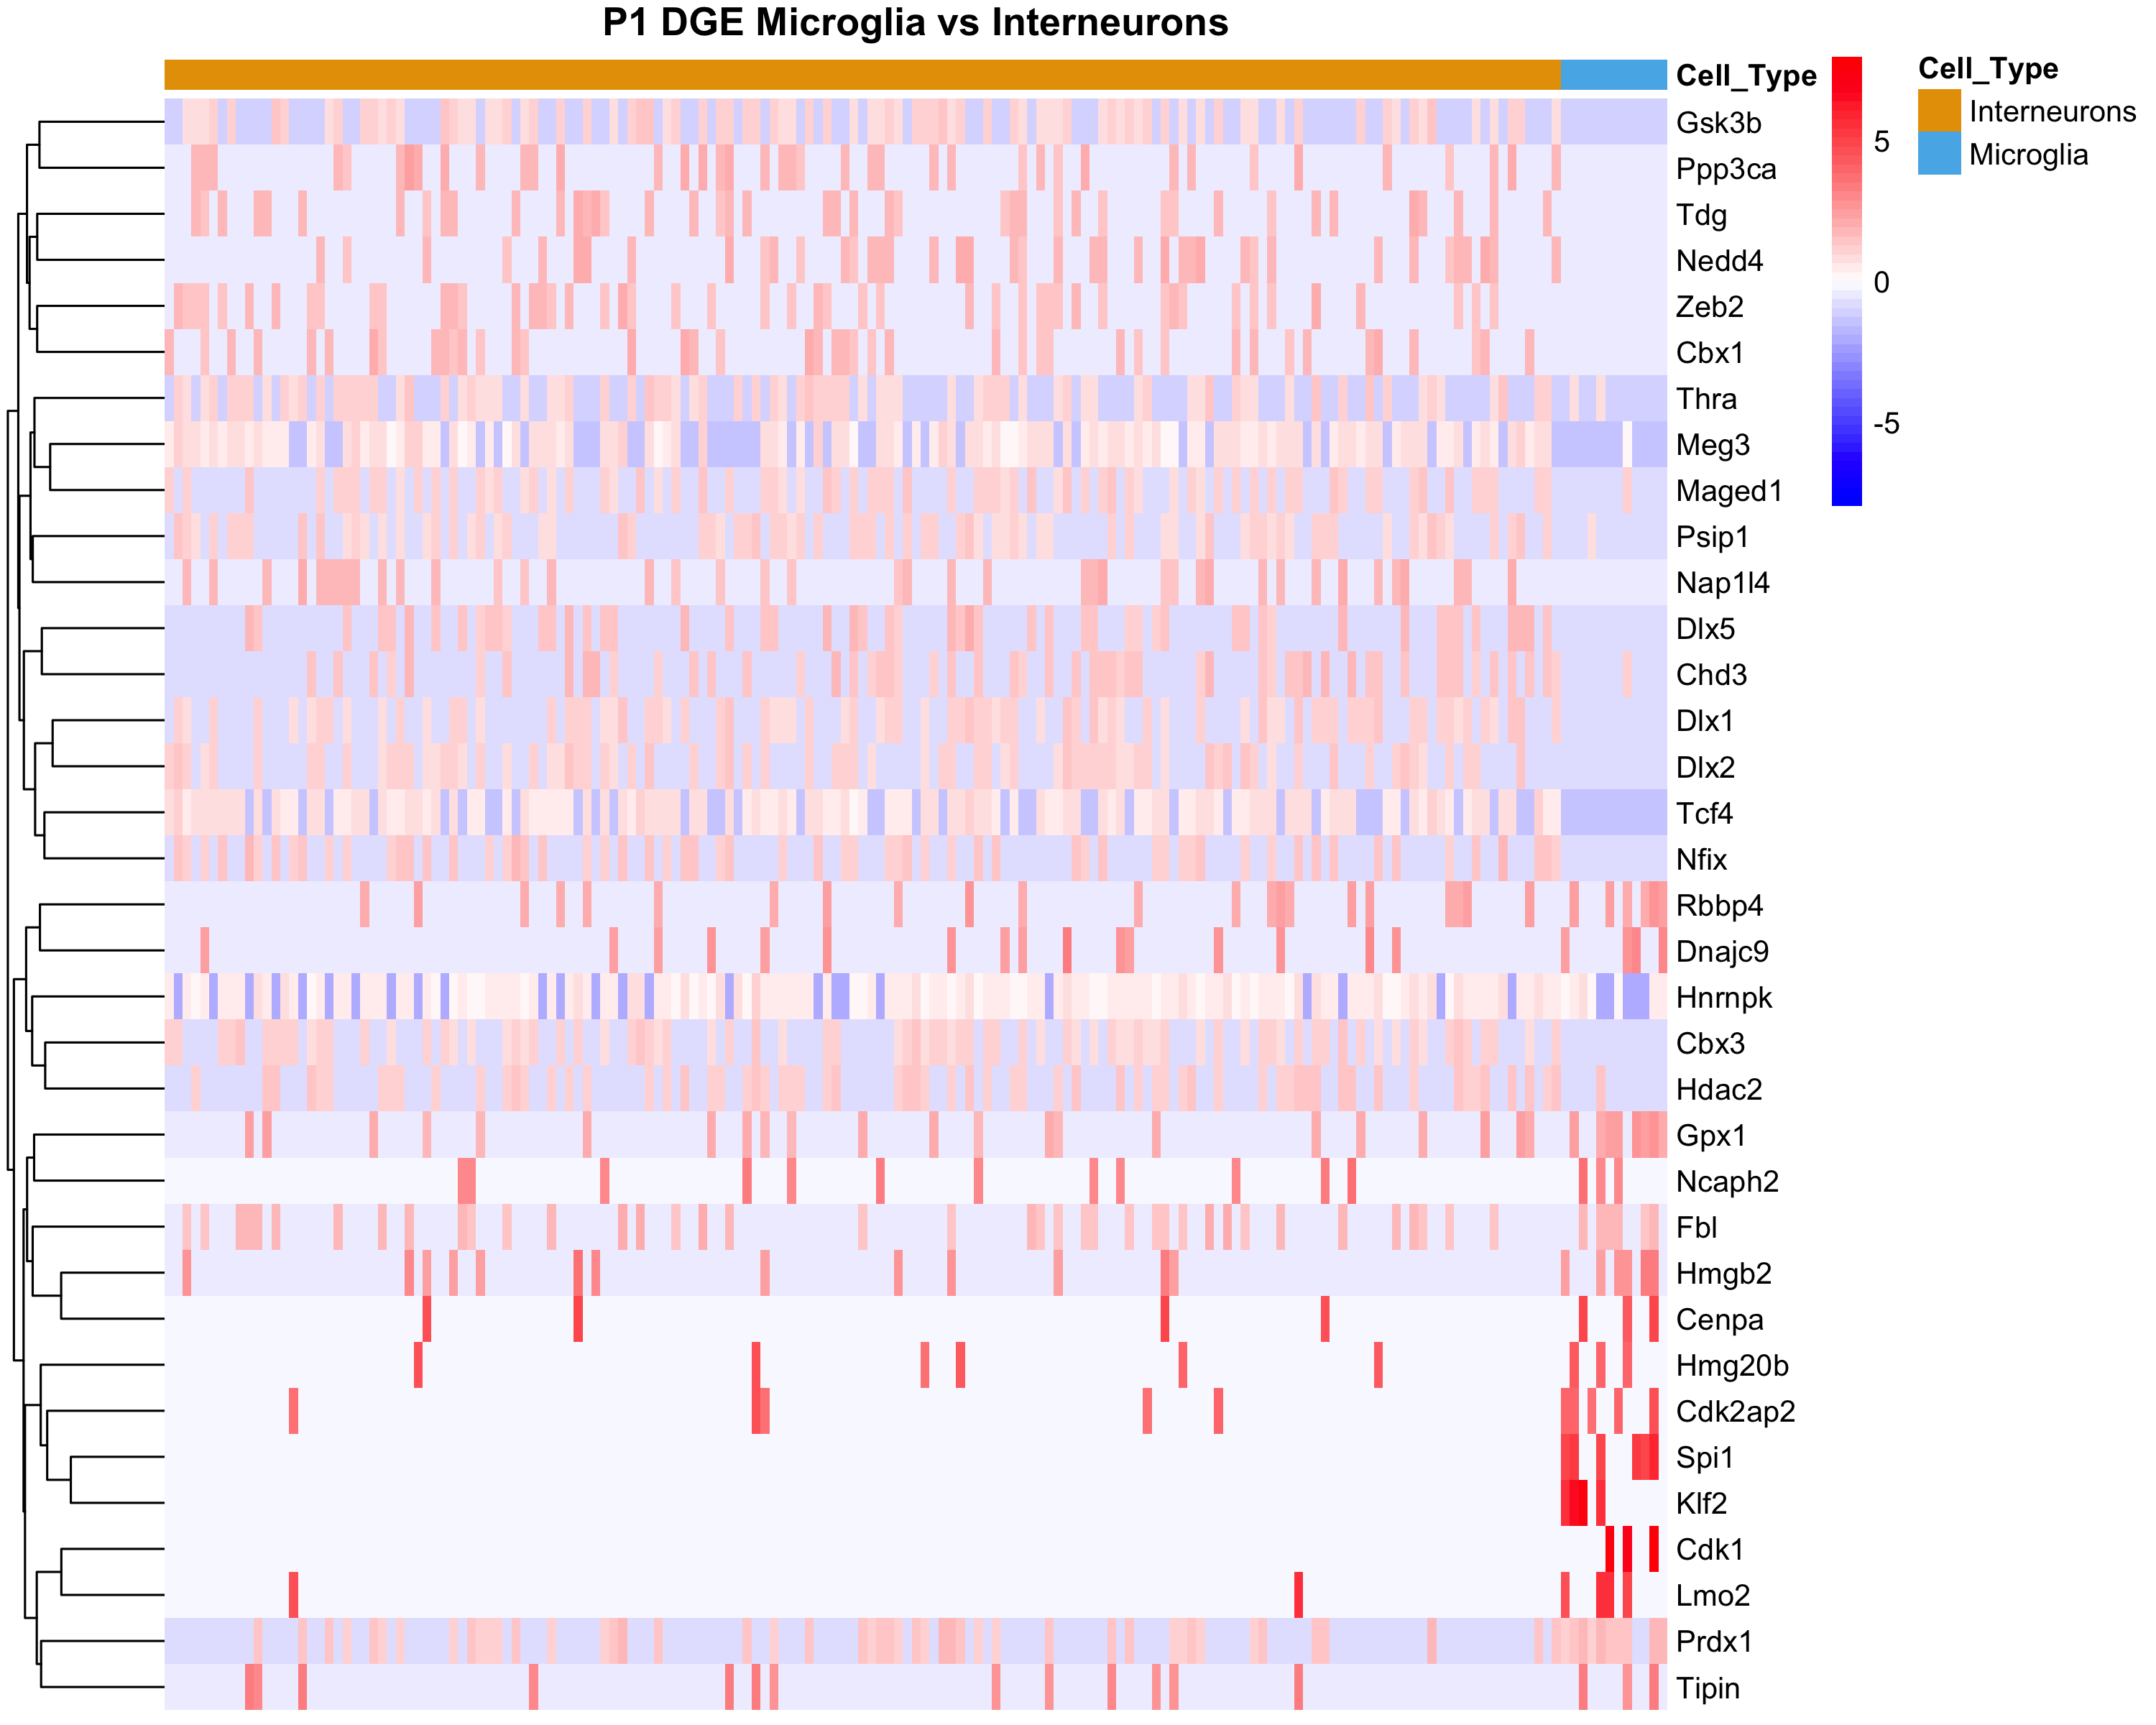 P1 DGE Microglia vs Interneurons
Cell_Type
Gsk3b
Ppp3ca
Tdg
Nedd4
Zeb2
Cbx1
Thra
Meg3
Maged1
Psip1
Nap1l4
Dlx5
Chd3
Dlx1
Dlx2
Tcf4
Nfix
Rbbp4
Dnajc9
Hnrnpk
Cbx3
Hdac2
Gpx1
Ncaph2
Fbl
Hmgb2
Cenpa
Hmg20b
Cdk2ap2
Spi1
Klf2
Cdk1
Lmo2
Prdx1
Tipin
5
0
-5
Cell_Type
Interneurons
Microglia